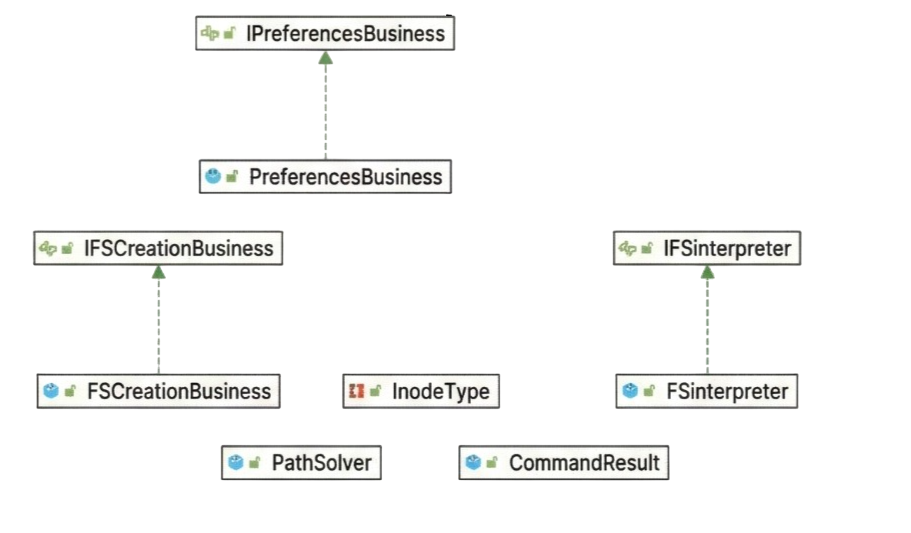 IPreferencesBusiness
PreferencesBusiness
IFSCreationBusiness
IFSinterpreter
FSCreationBusiness
InodeType
FSinterpreter
PathSolver
CommandResult